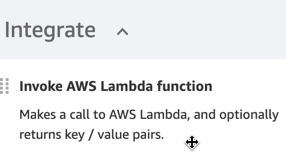 Integrate
Invoke AWS Lambda function
Makes a call to AWS Lambda, and optionally
returns key / value pairs.